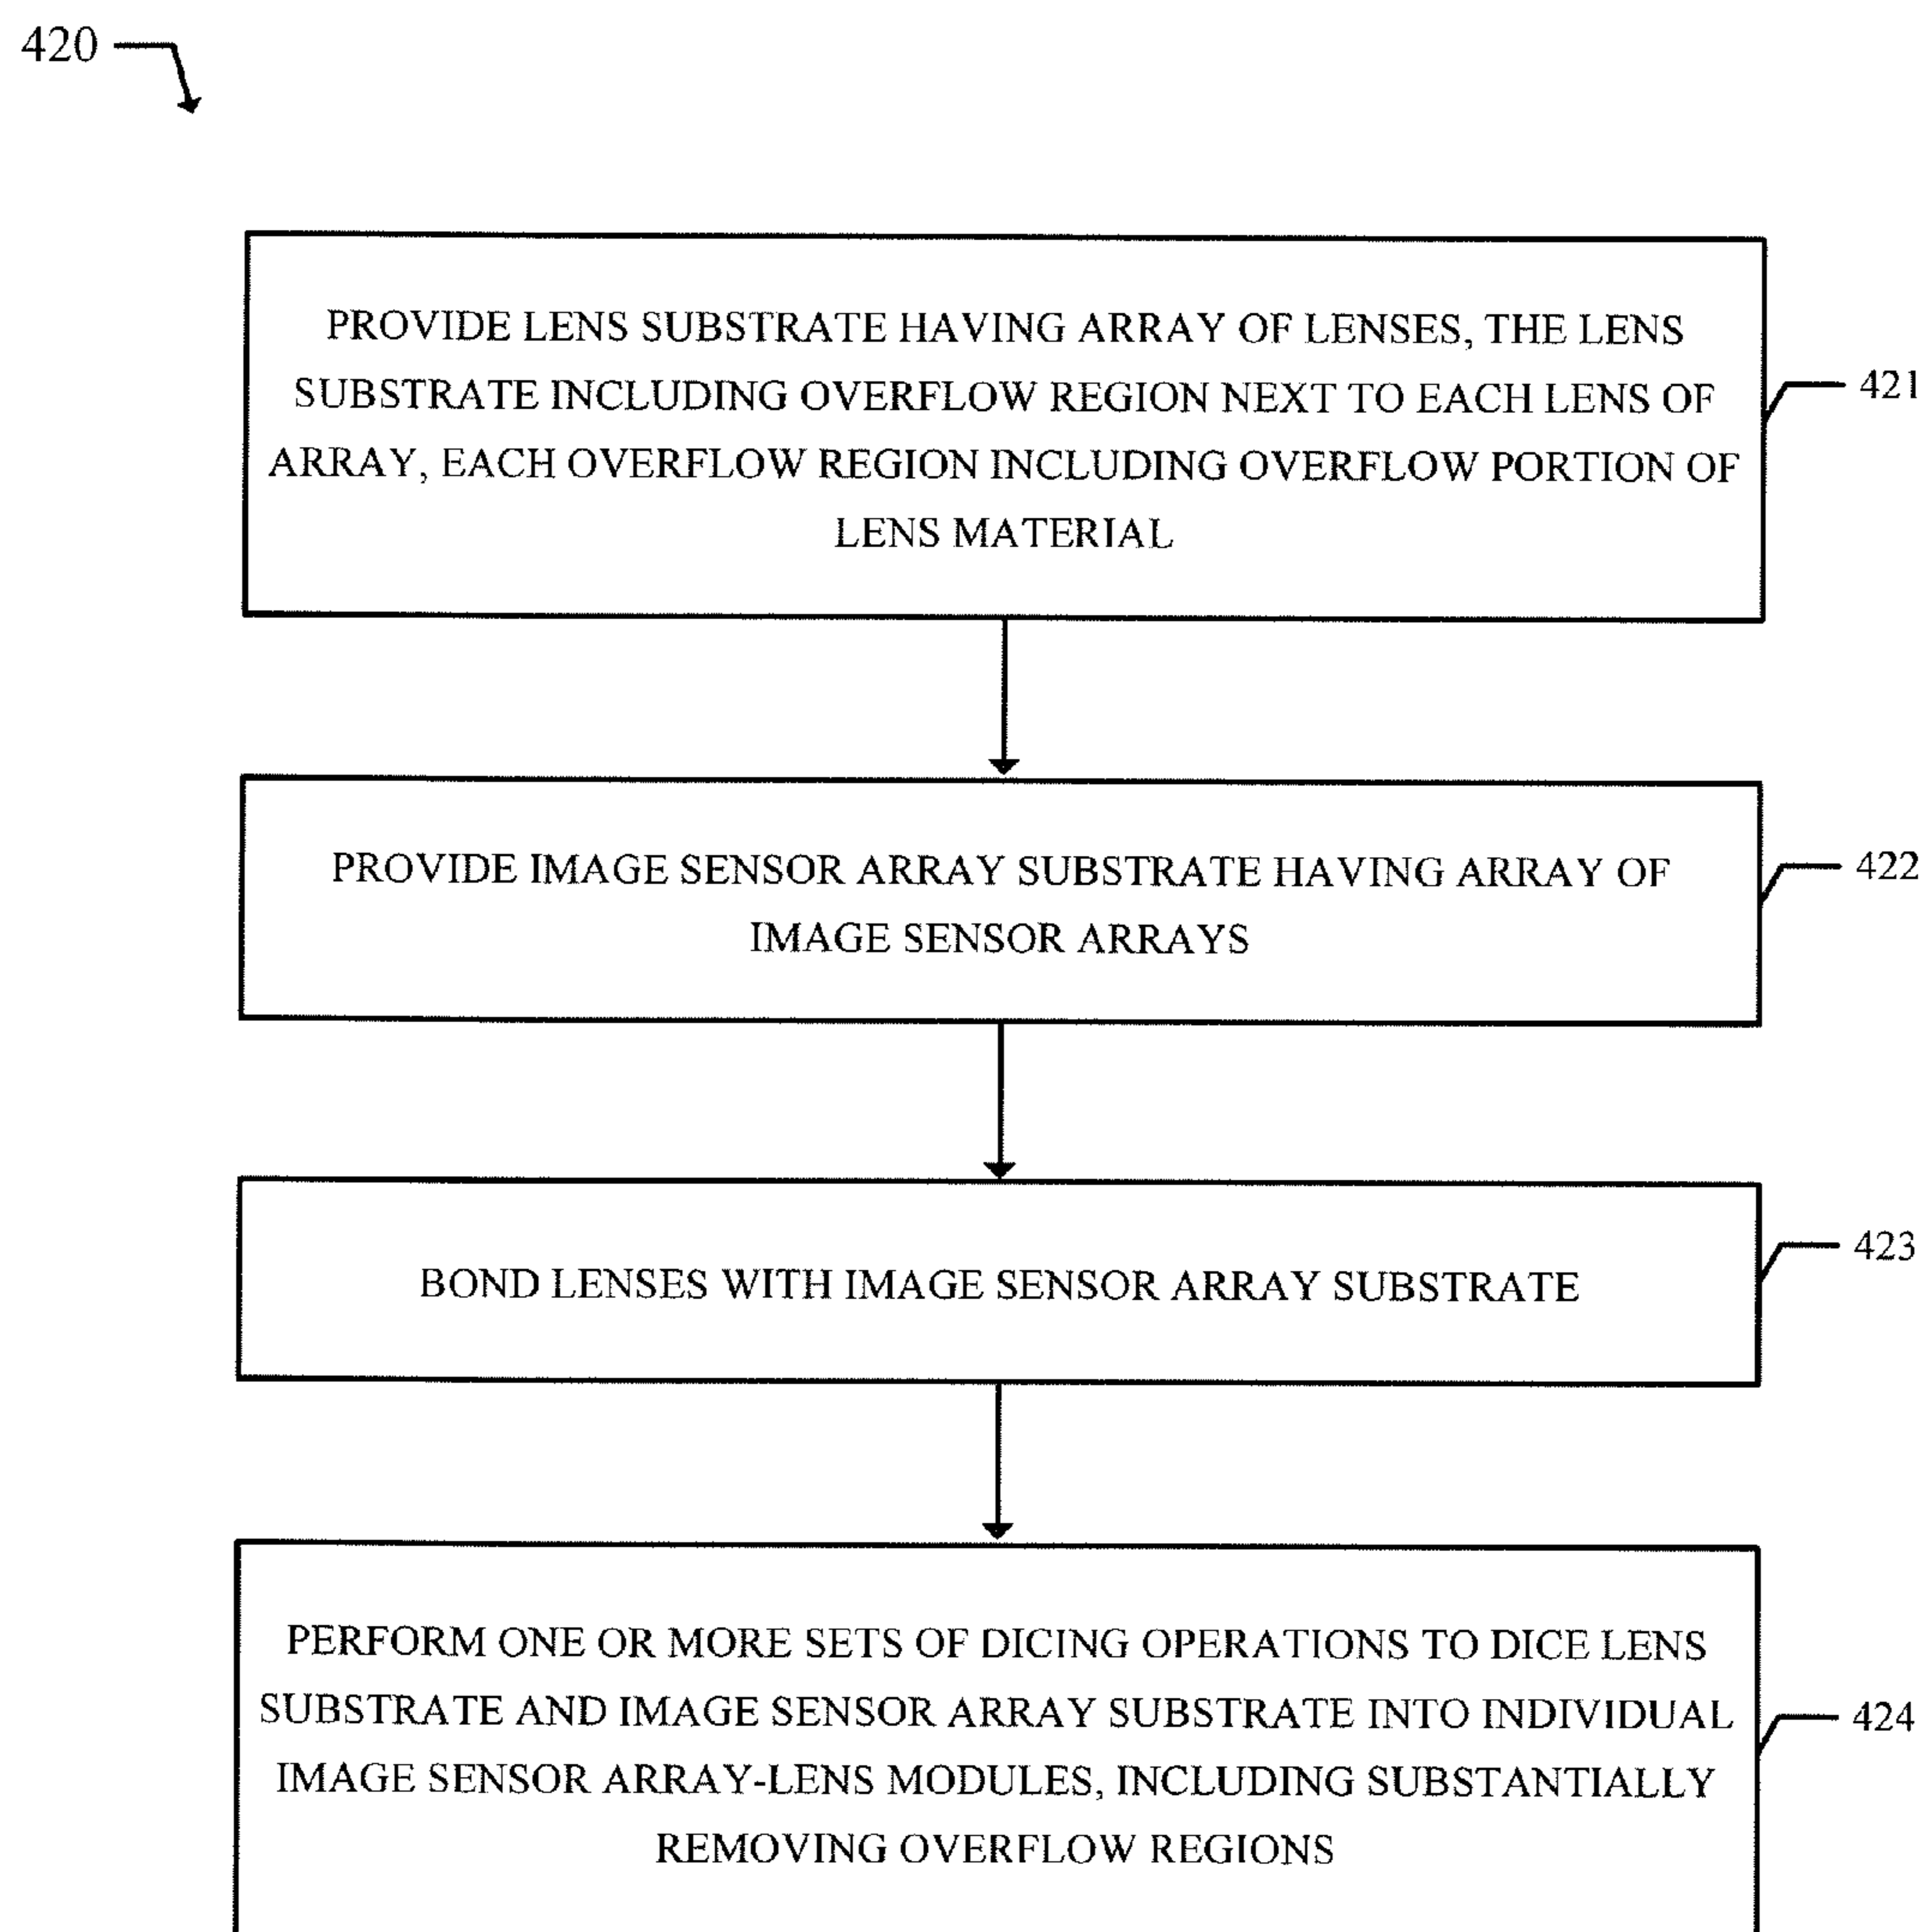 420
PROVIDE LENS SUBSTRATE HAVING ARRAY OF LENSES, THE LENS
SUBSTRATE INCLUDING OVERFLOW REGION NEXT TO EACH LENS OF
ARRAY, EACH OVERFLOW REGION INCLUDING OVERFLOW PORTION OF
LENS MATERIAL
421
PROVIDE IMAGE SENSOR ARRAY SUBSTRATE HAVING ARRAY OF
IMAGE SENSOR ARRAYS
422
BOND LENSES WITH IMAGE SENSOR ARRAY SUBSTRATE
423
PERFORM ONE OR MORE SETS OF DICING OPERATIONS TO DICE LENS
SUBSTRATE AND IMAGE SENSOR ARRAY SUBSTRATE INTO INDIVIDUAL
IMAGE SENSOR ARRAY-LENS MODULES, INCLUDING SUBSTANTIALLY
REMOVING OVERFLOW REGIONS
424